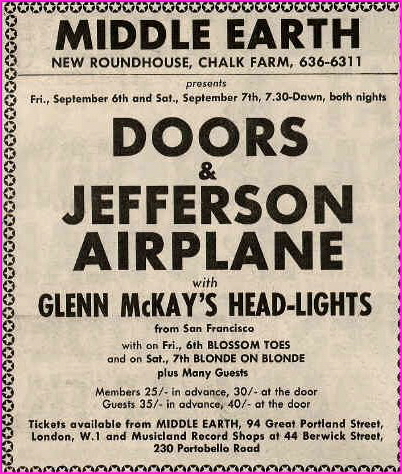 MIDDLE EARTH
NEW ROUNDHOUSE, CHALK FARM, 636-6311
presents
Fri., September 6th and Sat., September 7th, 7.30-Dawn, both nights
DOORS
&
JEFFERSON
AIRPLANE
with
GLENN McKAY'S HEAD-LIGHTS
from San Francisco
with on Fri., 6th BLOSSOM TOES
and on Sat., 7th BLONDE ON BLONDE
plus Many Guests
Members 25/- in advance, 30/- at the door
Guests 35/- in advance, 40/- at the door
Tickets available from MIDDLE EARTH, 94 Great Portland Street,
London, W.1 and Musicland Record Shops at 44 Berwick Street,
230 Portobello Road